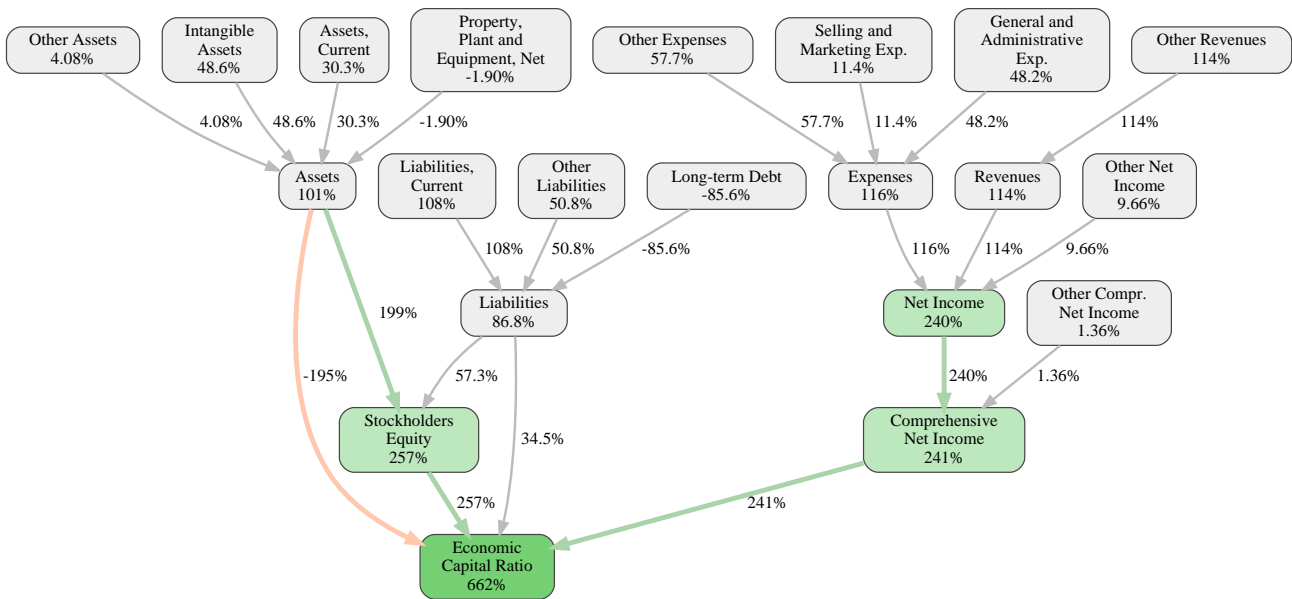 Other Assets
4.08%
Intangible
Assets
48.6%
Assets,
Current
30.3%
Property,
Plant and
Equipment, Net
-1.90%
Other Expenses
57.7%
Selling and
Marketing Exp.
11.4%
General and
Administrative
Exp.
48.2%
Other Revenues
114%
4.08%
48.6%
30.3%
-1.90%
57.7%
11.4%
48.2%
114%
Assets
101%
Liabilities,
Current
108%
Other
Liabilities
50.8%
Long-term Debt
-85.6%
Expenses
116%
Revenues
114%
Other Net
Income
9.66%
108%
50.8%
-85.6%
116%
114%
9.66%
199%
Liabilities
86.8%
Net Income
240%
Other Compr.
Net Income
1.36%
-195%
57.3%
240%
1.36%
Stockholders
Equity
257%
34.5%
Comprehensive
Net Income
241%
257%
241%
Economic
Capital Ratio
662%